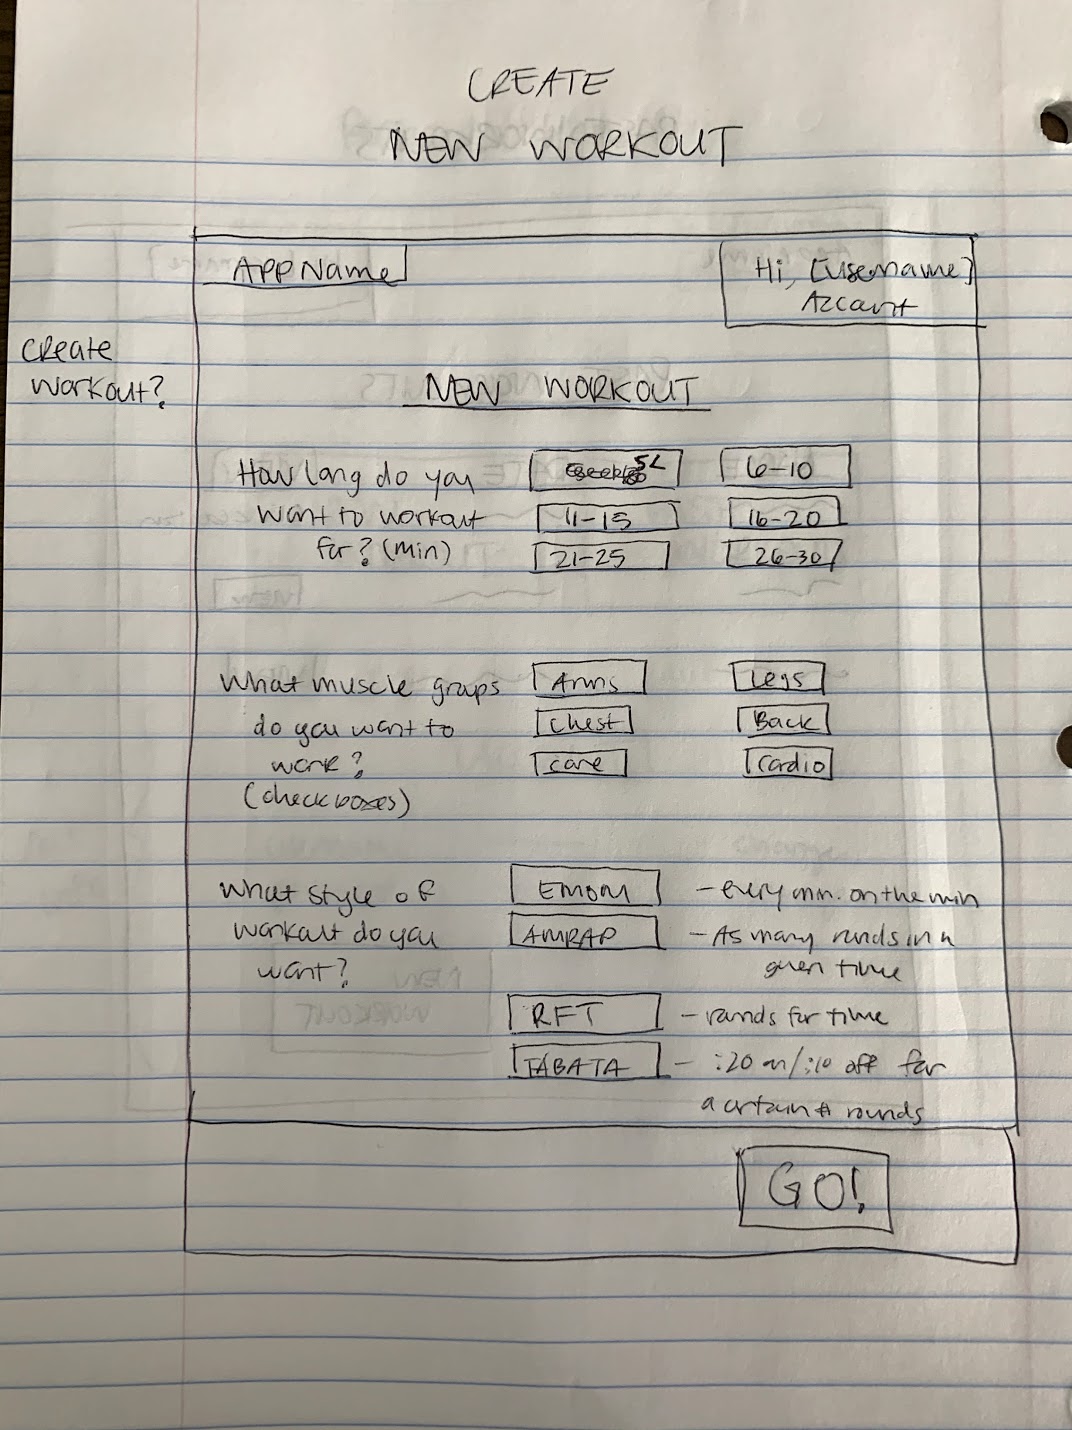 CREATE
NEW WORKOUT
APP Name
Hi, [username]
Account
Create
workout?
NEW WORKOUT
How long do you
want to workout
for? (min)
5<
6-10
11-15
16-20
21-25
26-30
What muscle groups
do you want to
work?
(checkboxes)
Arms
Legs
Chest
Back
core
Cardio
What style of
workout do you
want?
EMOM
- every min. on the min
AMRAP
- As many rounds in a
given time
RFT
- rounds for time
TABATA
- :20 on/:10 off for
a certain # rounds
GO!